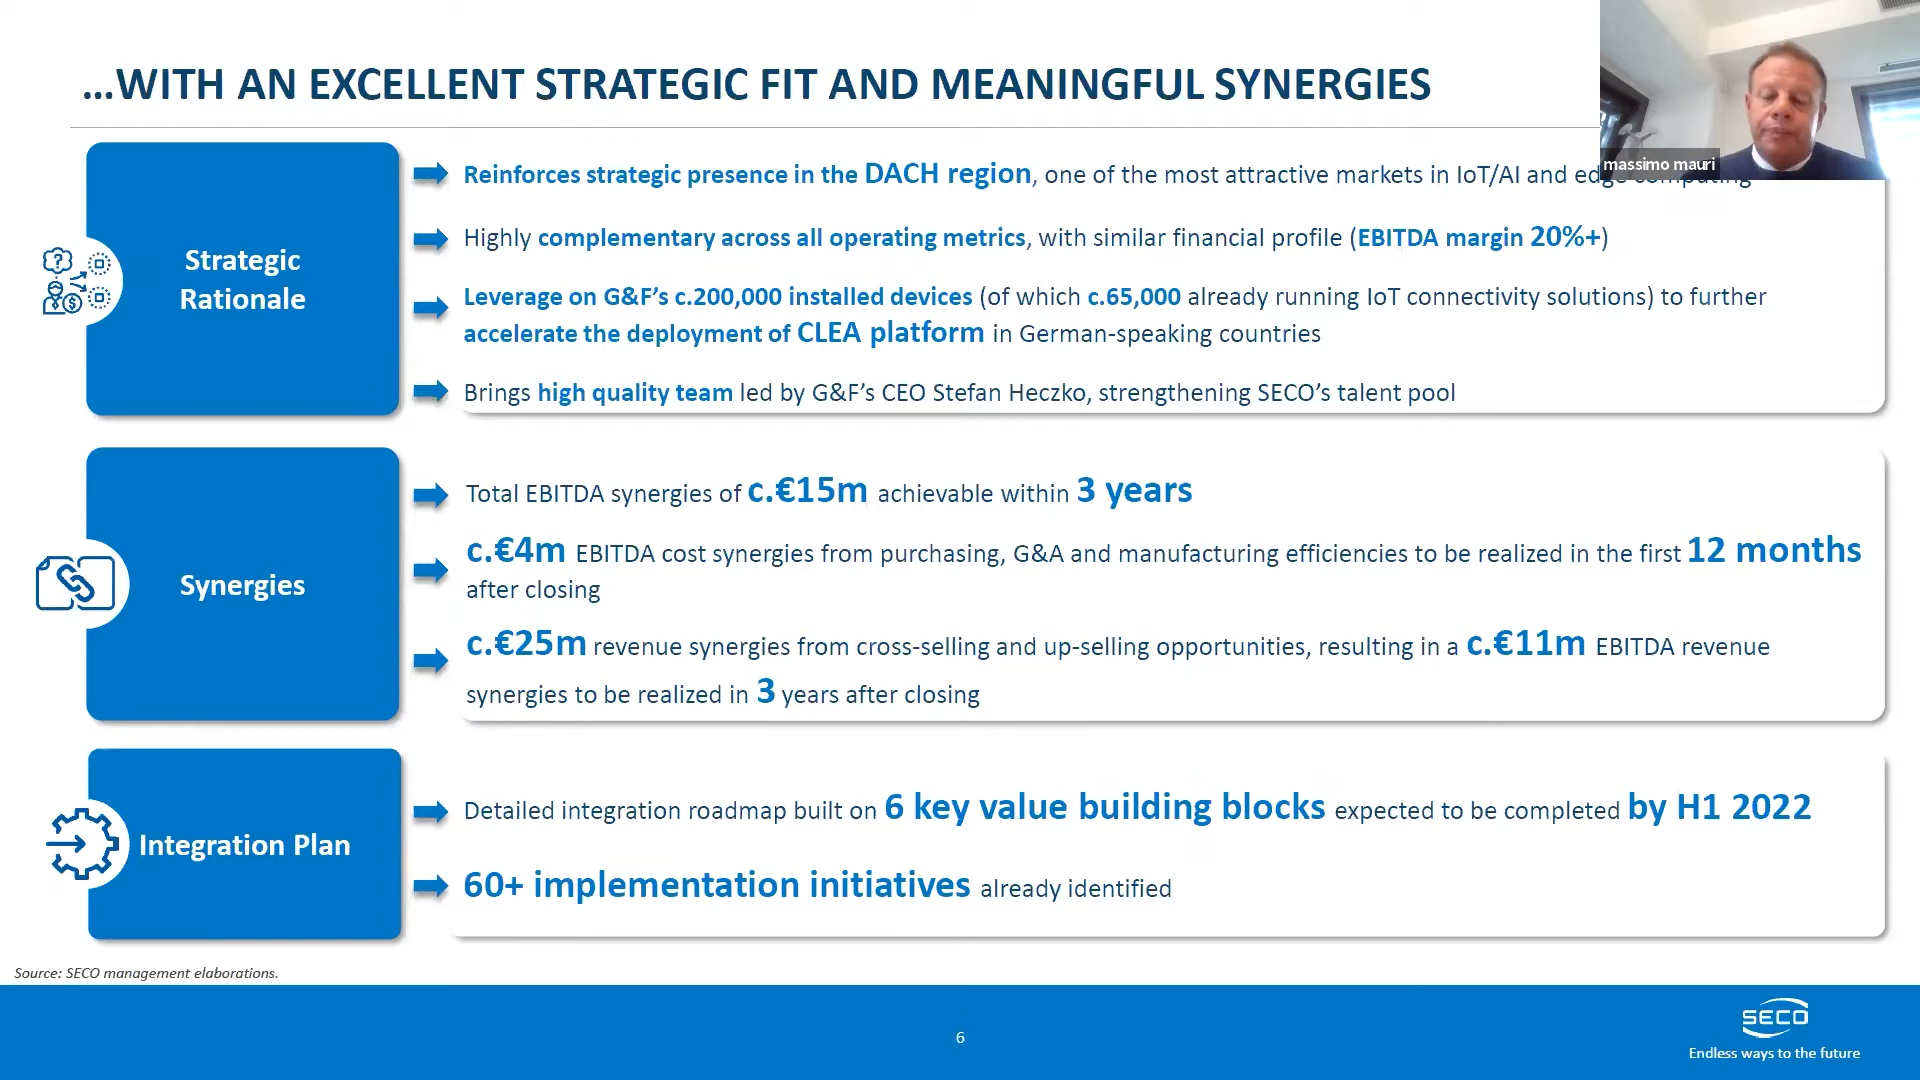 ...WITH AN EXCELLENT STRATEGIC FIT AND MEANINGFUL SYNERGIES
massimo mauri
Strategic
Rationale
Reinforces strategic presence in the DACH region, one of the most attractive markets in IoT/AI and edge computing
Highly complementary across all operating metrics, with similar financial profile (EBITDA margin 20%+)
Leverage on G&F’s c.200,000 installed devices (of which c.65,000 already running IoT connectivity solutions) to further
accelerate the deployment of CLEA platform in German-speaking countries
Brings high quality team led by G&F’s CEO Stefan Heczko, strengthening SECO’s talent pool
Synergies
Total EBITDA synergies of c.€15m achievable within 3 years
c.€4m EBITDA cost synergies from purchasing, G&A and manufacturing efficiencies to be realized in the first 12 months
after closing
c.€25m revenue synergies from cross-selling and up-selling opportunities, resulting in a c.€11m EBITDA revenue
synergies to be realized in 3 years after closing
Integration Plan
Detailed integration roadmap built on 6 key value building blocks expected to be completed by H1 2022
60+ implementation initiatives already identified
Source: SECO management elaborations.
6
SECO
Endless ways to the future